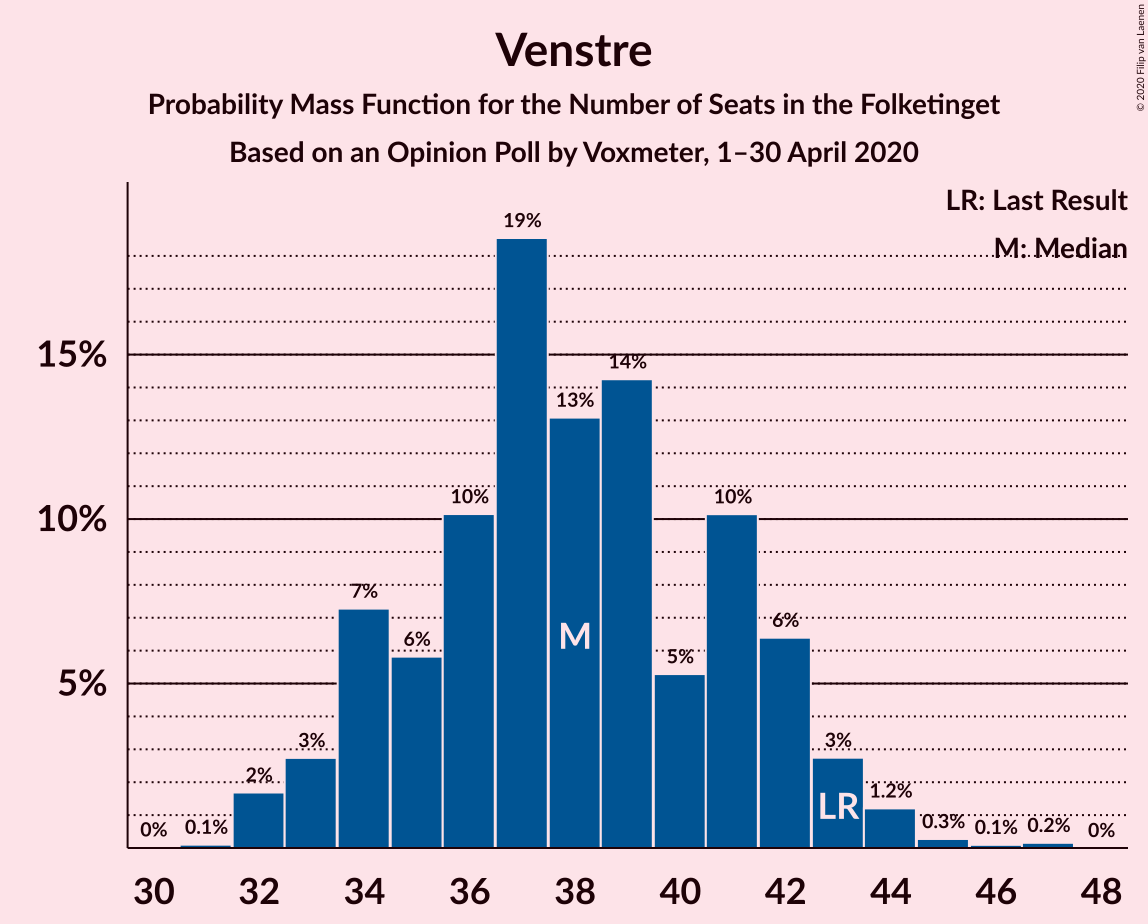 © 2020 Filip van Laenen
Venstre
Probability Mass Function for the Number of Seats in the Folketinget
Based on an Opinion Poll by Voxmeter, 1–30 April 2020
LR: Last Result
M: Median
15%
10%
5%
0%
0.1%
2%
3%
7%
6%
10%
19%
13%
14%
5%
10%
6%
3%
1.2%
0.3%
0.1%
0.2%
0%
M
LR
30 32 34 36 38 40 42 44 46 48